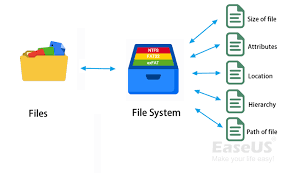 Size of file
NTFS
FAT32
exFAT
Attributes
Location
Hierarchy
Files
File System
Path of file
EaseUS
Make your life easy!